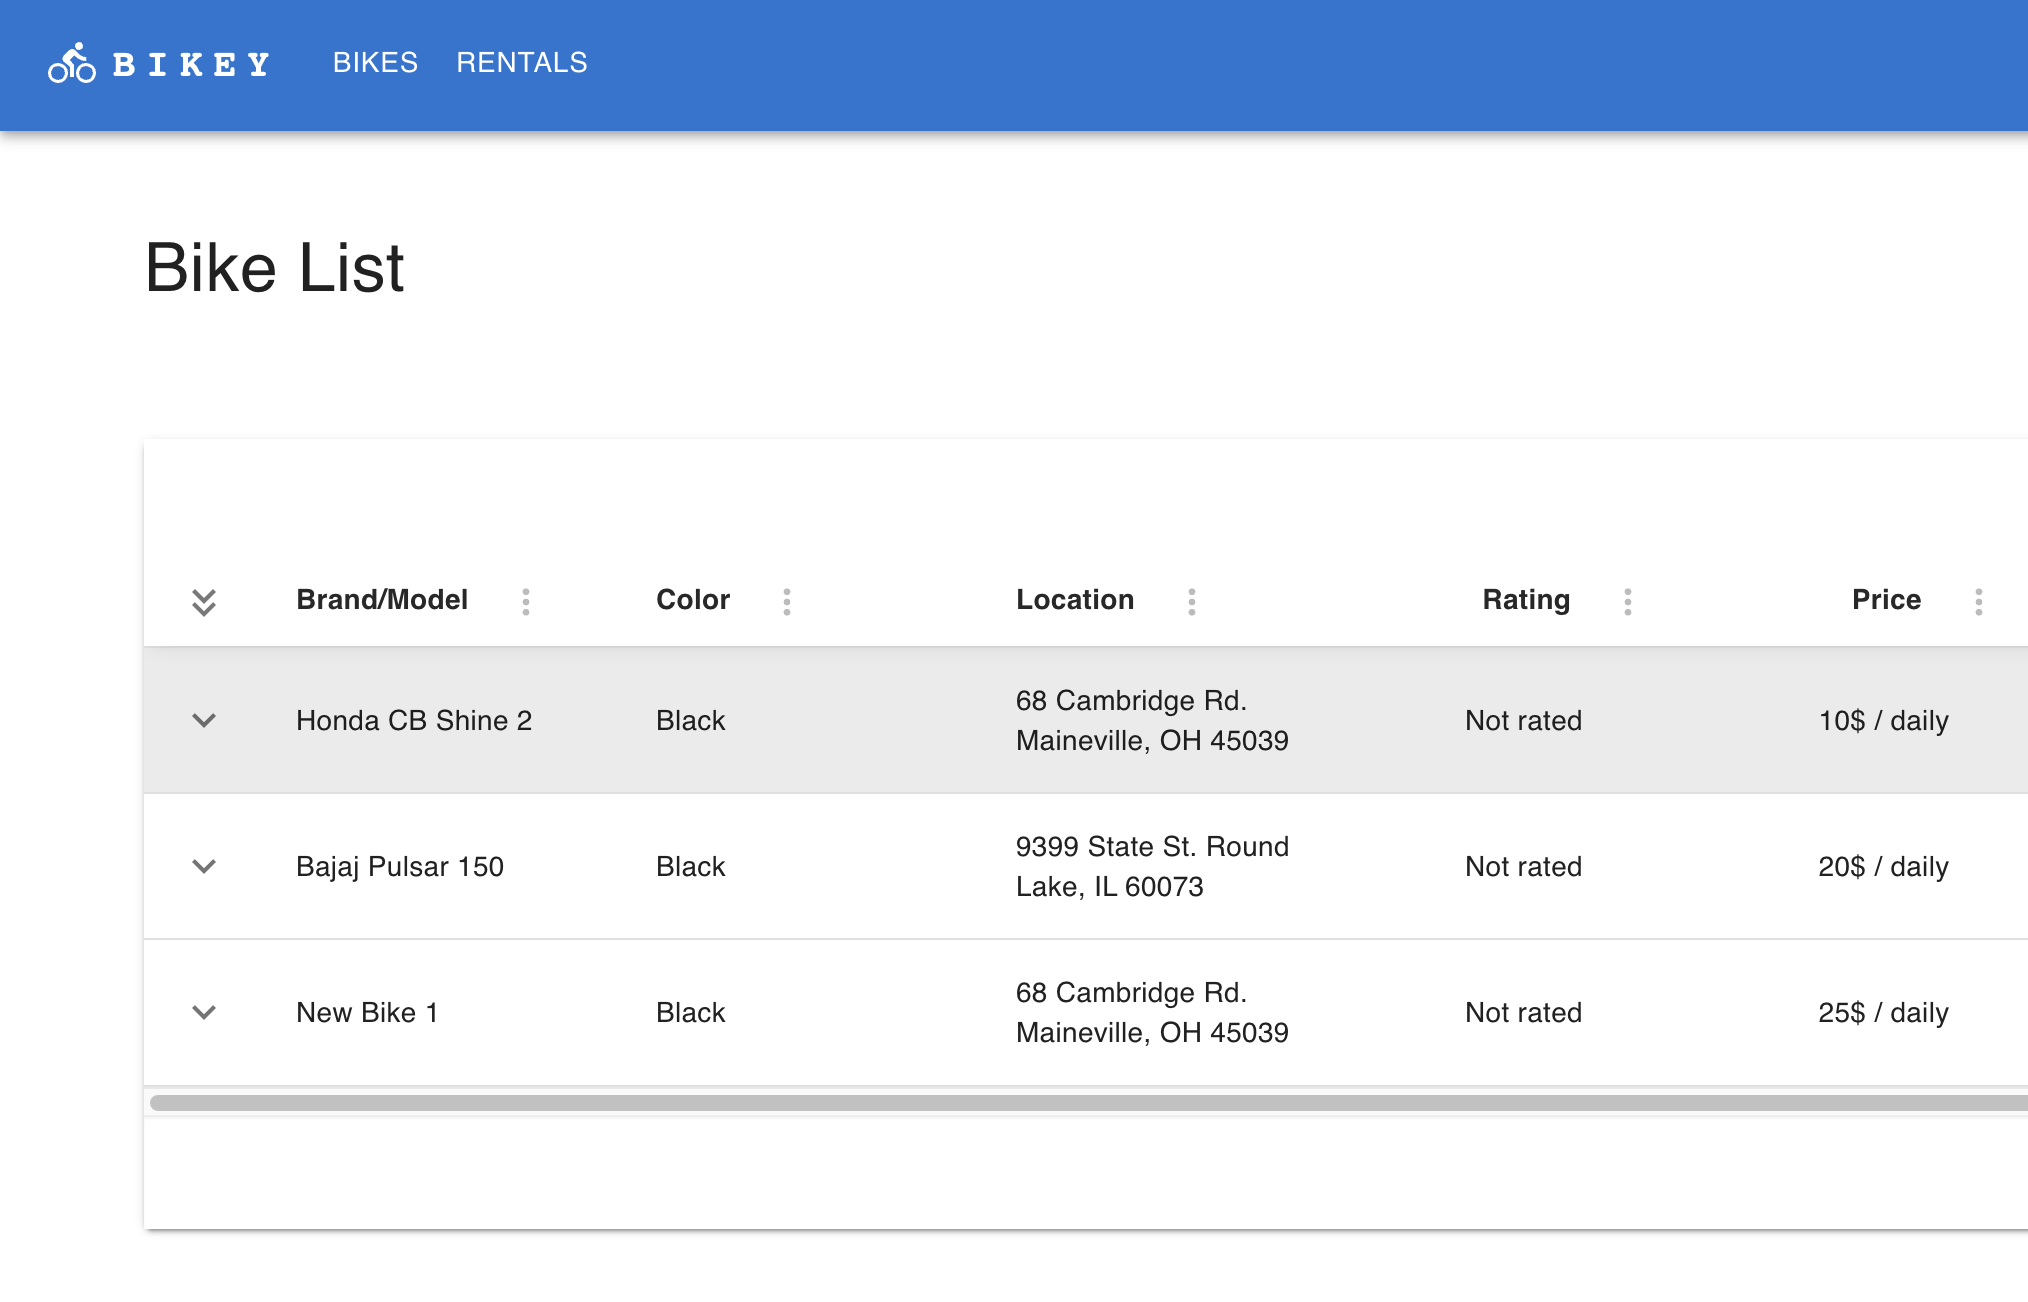 BIKEY BIKES RENTALS
Bike List
Brand/Model Color Location Rating Price
Honda CB Shine 2 Black 68 Cambridge Rd. Not rated 10$ / daily
Maineville, OH 45039
Bajaj Pulsar 150 Black 9399 State St. Round Not rated 20$ / daily
Lake, IL 60073
New Bike 1 Black 68 Cambridge Rd. Not rated 25$ / daily
Maineville, OH 45039